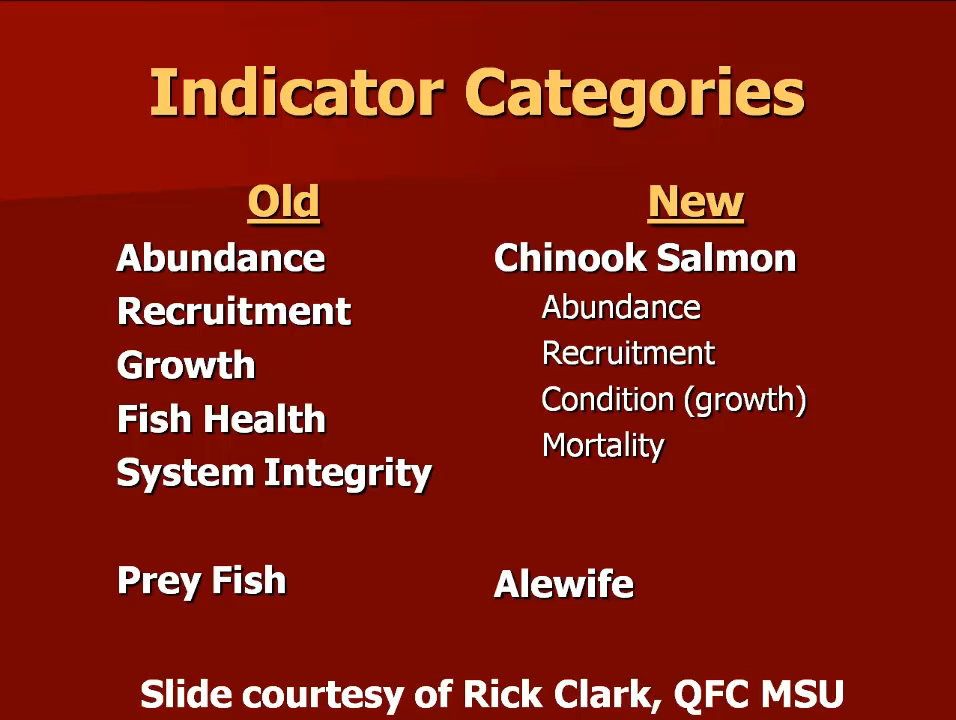 Indicator Categories
Old
Abundance
Recruitment
Growth
Fish Health
System Integrity
Prey Fish
New
Chinook Salmon
Abundance
Recruitment
Condition (growth)
Mortality
Alewife
Slide courtesy of Rick Clark, QFC MSU